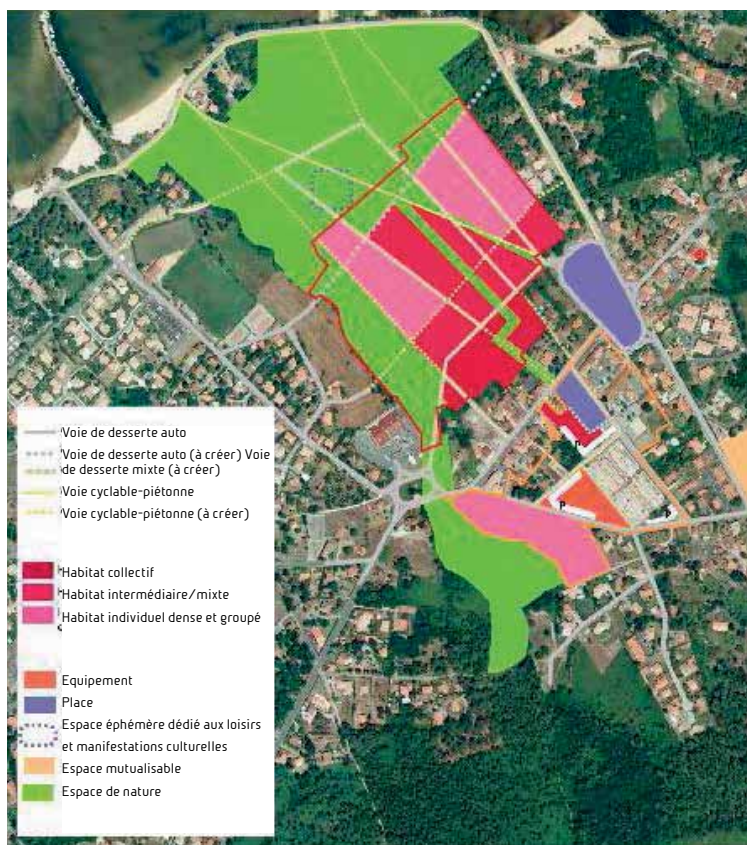 Voie de desserte auto
Voie de desserte auto (à créer) Voie
de desserte mixte (à créer)
Voie cyclable-piétonne
Voie cyclable-piétonne (à créer)
Habitat collectif
Habitat intermédiaire/mixte
Habitat individuel dense et groupé
Equipement
Place
Espace éphémère dédié aux loisirs
et manifestations culturelles
Espace mutualisable
Espace de nature
P
P